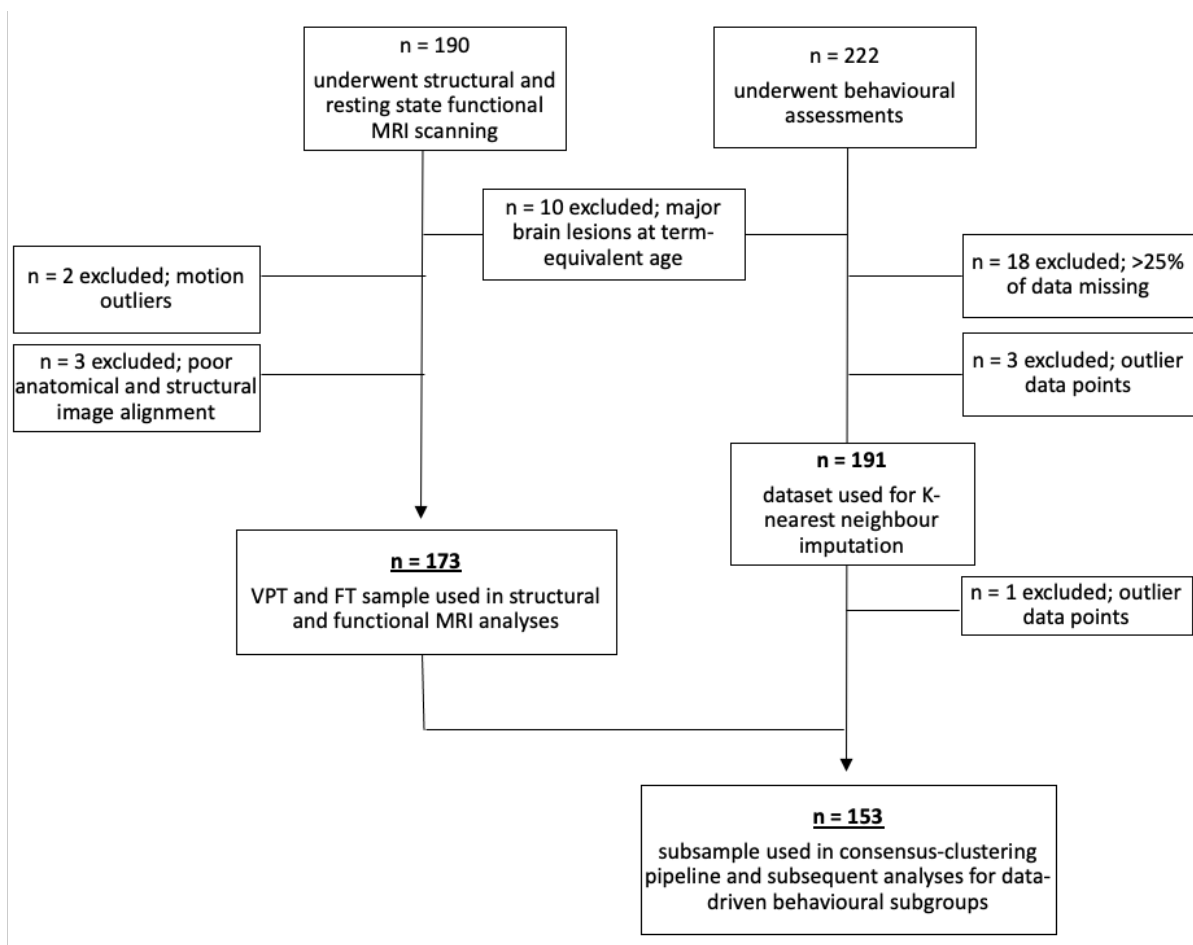 n = 190
underwent structural and
resting state functional
MRI scanning
n = 222
underwent behavioural
assessments
n = 10 excluded; major
brain lesions at term-
equivalent age
n = 2 excluded; motion
outliers
n = 18 excluded; >25%
of data missing
n = 3 excluded; poor
anatomical and structural
image alignment
n = 3 excluded; outlier
data points
n = 191
dataset used for K-
nearest neighbour
imputation
n = 173
VPT and FT sample used in structural
and functional MRI analyses
n = 1 excluded; outlier
data points
n = 153
subsample used in consensus-clustering
pipeline and subsequent analyses for data-
driven behavioural subgroups